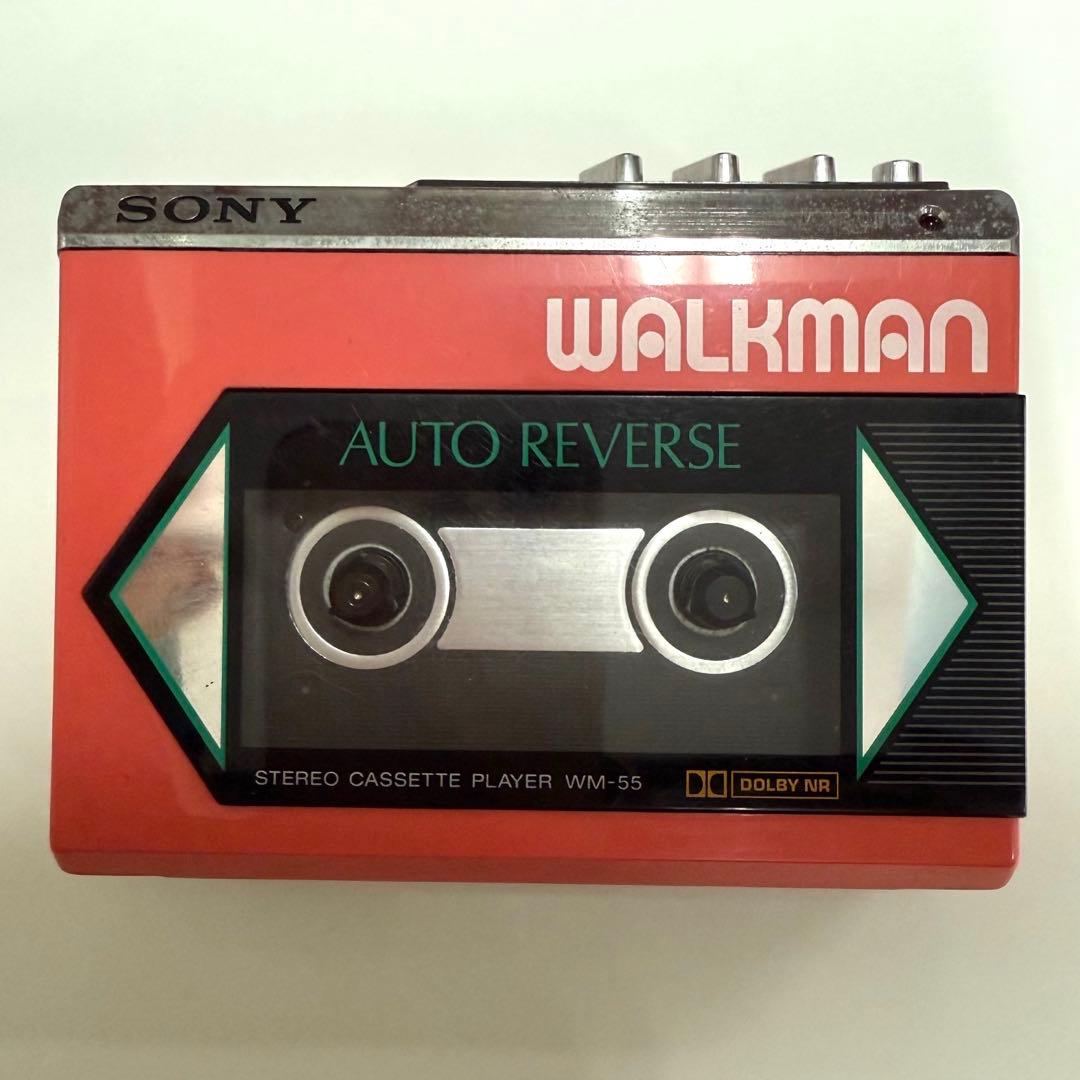 SONY
WALKMAN
AUTO REVERSE
STEREO CASSETTE PLAYER WM-55
DOLBY NR